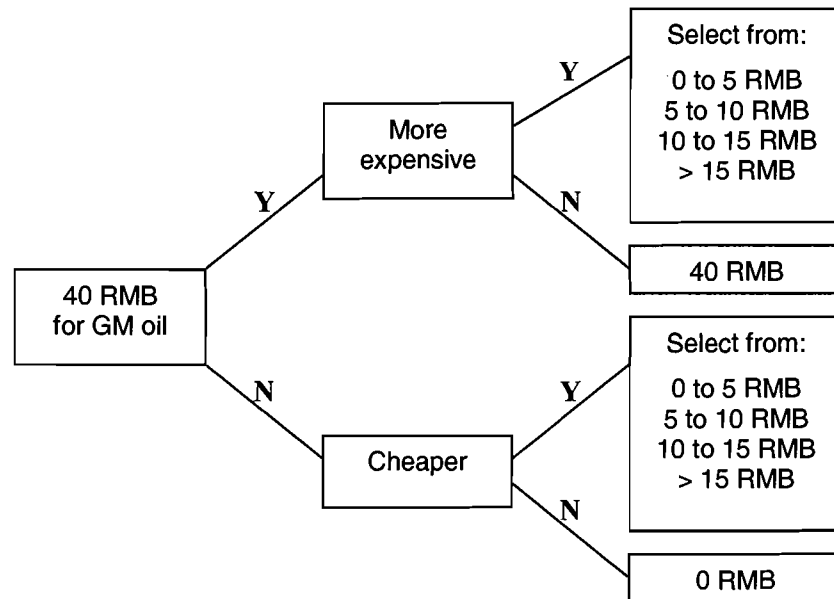 40 RMB
for GM oil
Y
N
More
expensive
Y
N
Cheaper
Y
N
Select from:
0 to 5 RMB
5 to 10 RMB
10 to 15 RMB
> 15 RMB
40 RMB
Select from:
0 to 5 RMB
5 to 10 RMB
10 to 15 RMB
> 15 RMB
0 RMB